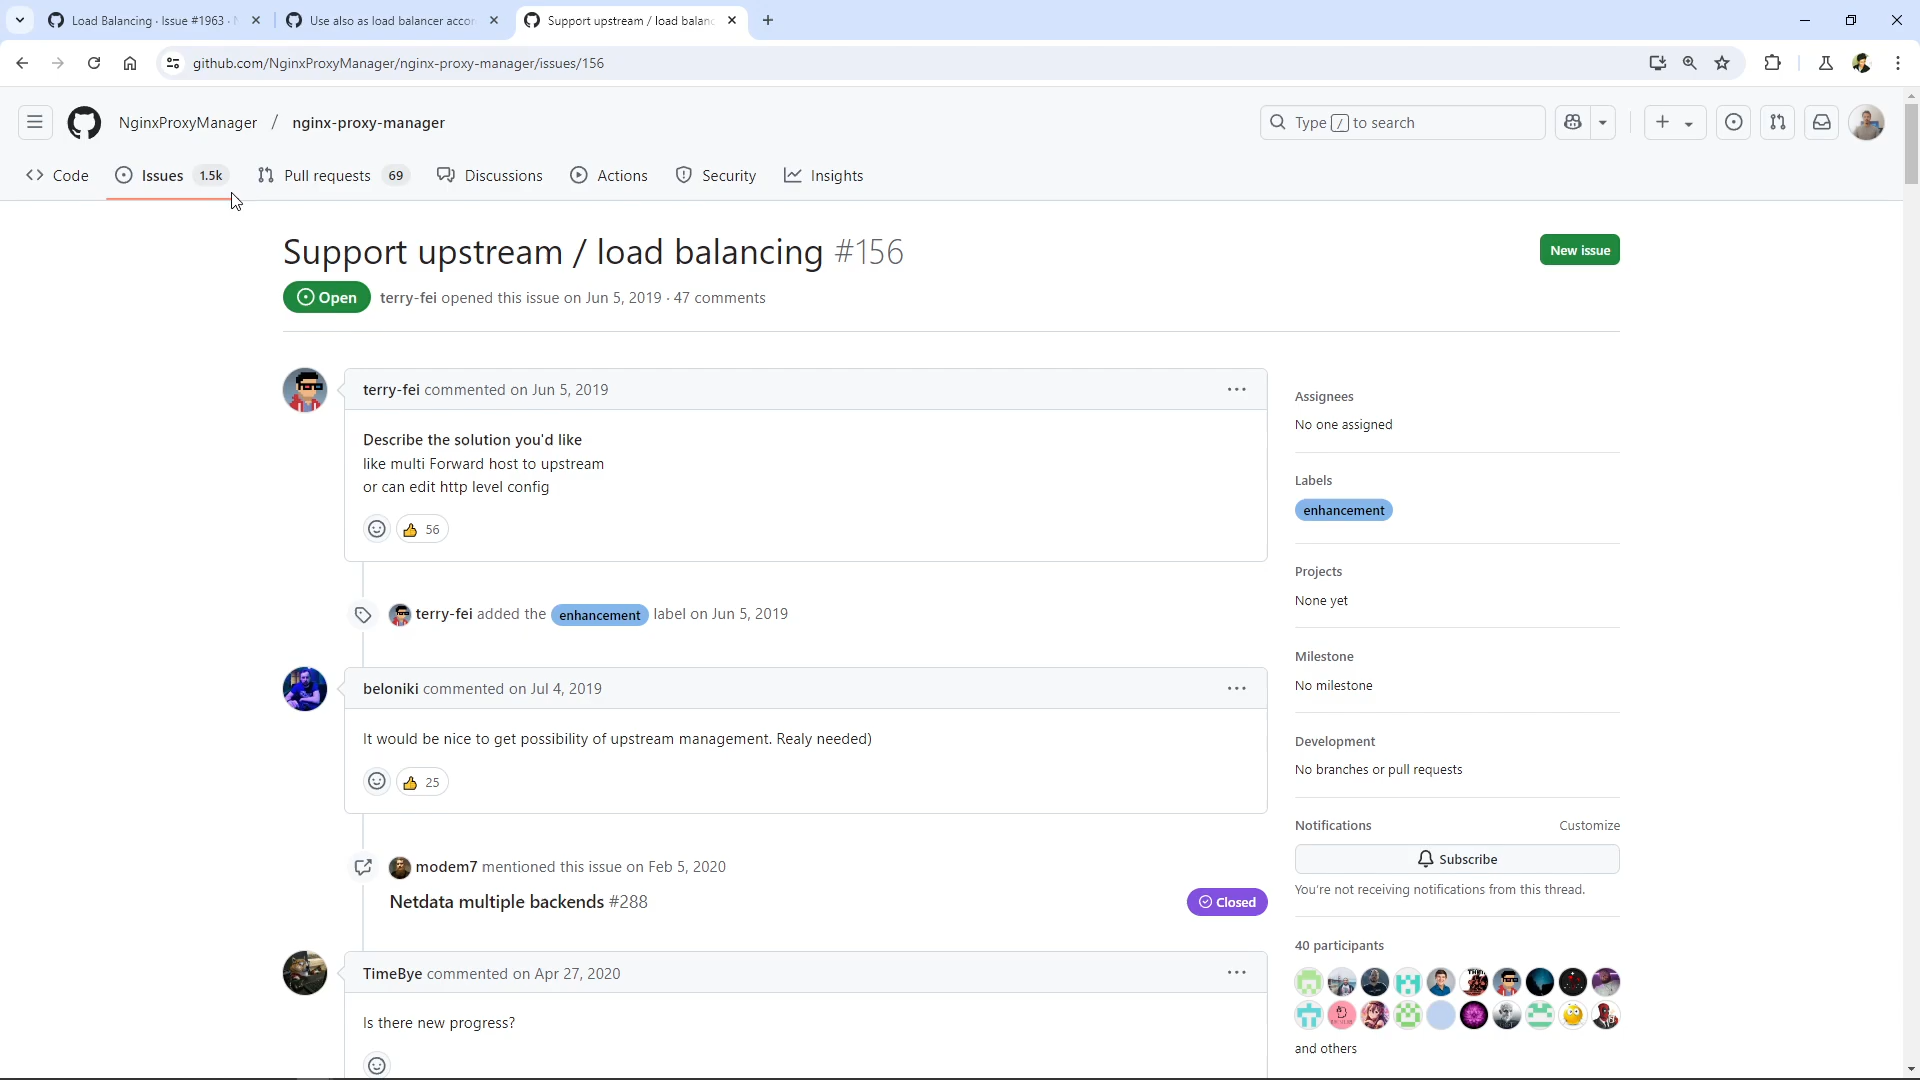 Load Balancing · Issue #1963 ·
Use also as load balancer accor
Support upstream / load balanc
github.com/NginxProxyManager/nginx-proxy-manager/issues/156
NginxProxyManager / nginx-proxy-manager
Type / to search
Code
Issues 1.5k
Pull requests 69
Discussions
Actions
Security
Insights
Support upstream / load balancing #156
New issue
Open terry-fei opened this issue on Jun 5, 2019 · 47 comments
terry-fei commented on Jun 5, 2019
Describe the solution you'd like
like multi Forward host to upstream
or can edit http level config
56
terry-fei added the enhancement label on Jun 5, 2019
beloniki commented on Jul 4, 2019
It would be nice to get possibility of upstream management. Realy needed)
25
modem7 mentioned this issue on Feb 5, 2020
Netdata multiple backends #288
Closed
TimeBye commented on Apr 27, 2020
Is there new progress?
Assignees
No one assigned
Labels
enhancement
Projects
None yet
Milestone
No milestone
Development
No branches or pull requests
Notifications
Customize
Subscribe
You're not receiving notifications from this thread.
40 participants
and others